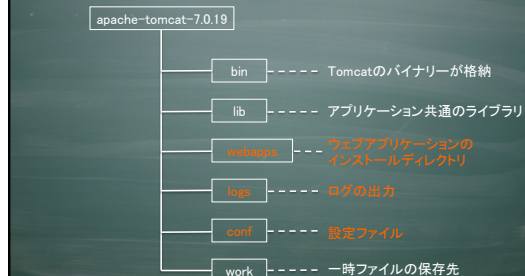 apache-tomcat-7.0.19
bin Tomcatのバイナリーが格納
lib アプリケーション共通のライブラリ
webapps ウェブアプリケーションの
インストールディレクトリ
logs ログの出力
conf 設定ファイル
work 一時ファイルの保存先